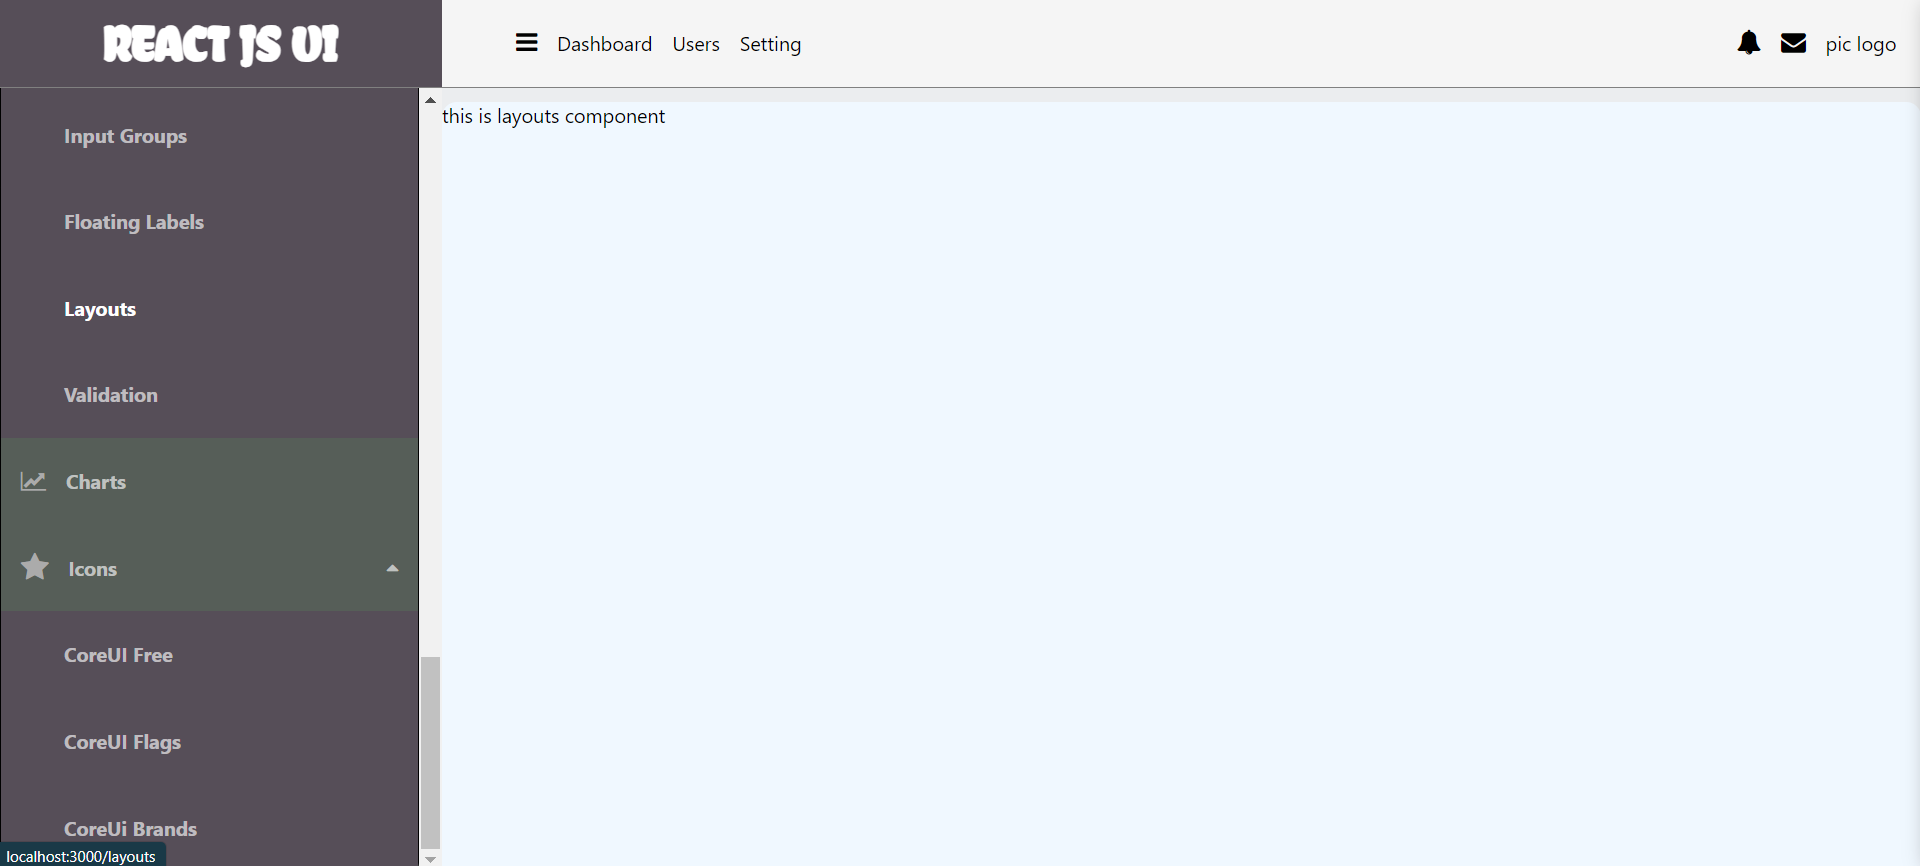 REACT JS UI
Dashboard Users Setting
pic logo
this is layouts component
Input Groups
Floating Labels
Layouts
Validation
Charts
Icons
CoreUI Free
CoreUI Flags
CoreUi Brands
localhost:3000/layouts